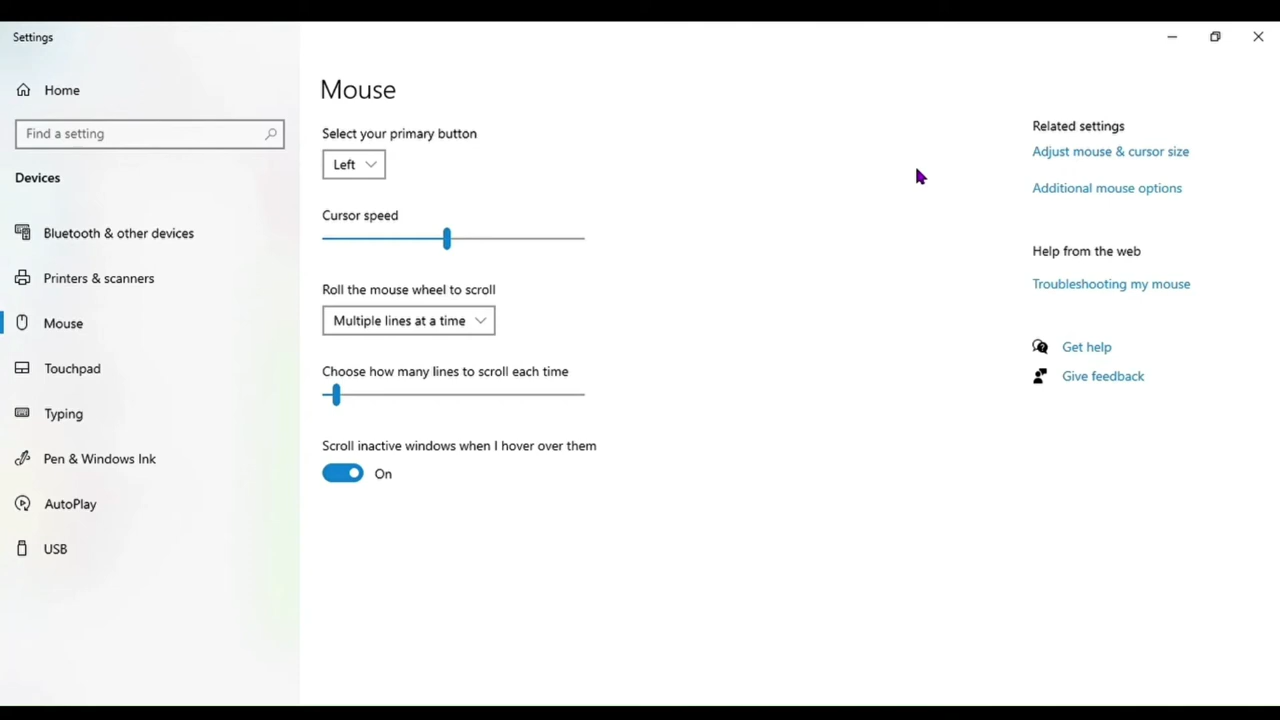 Settings
Home
Find a setting
Devices
Bluetooth & other devices
Printers & scanners
Mouse
Touchpad
Typing
Pen & Windows Ink
AutoPlay
USB
Mouse
Select your primary button
Left
Cursor speed
Roll the mouse wheel to scroll
Multiple lines at a time
Choose how many lines to scroll each time
Scroll inactive windows when I hover over them
On
Related settings
Adjust mouse & cursor size
Additional mouse options
Help from the web
Troubleshooting my mouse
Get help
Give feedback